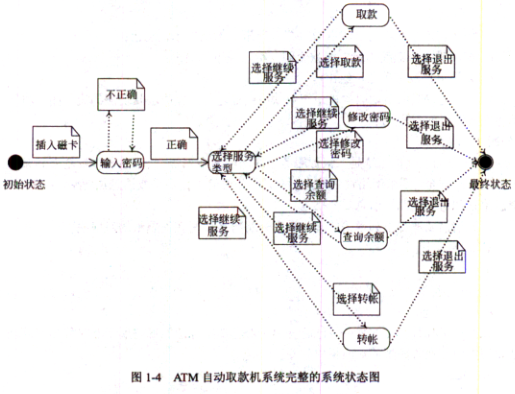 取款
选择继续
服务
选择取款
选择退出
服务
不正确
选择继续
服务
修改密码
选择退出
服务
插入磁卡
正确
选择修改
密码
初始状态
输入密码
选择服务
类型
最终状态
选择查询
余额
选择继续
服务
选择继续
服务
查询余额
选择退出
服务
选择退出
服务
选择转帐
转帐
图 1-4 ATM 自动取款机系统完整的系统状态图